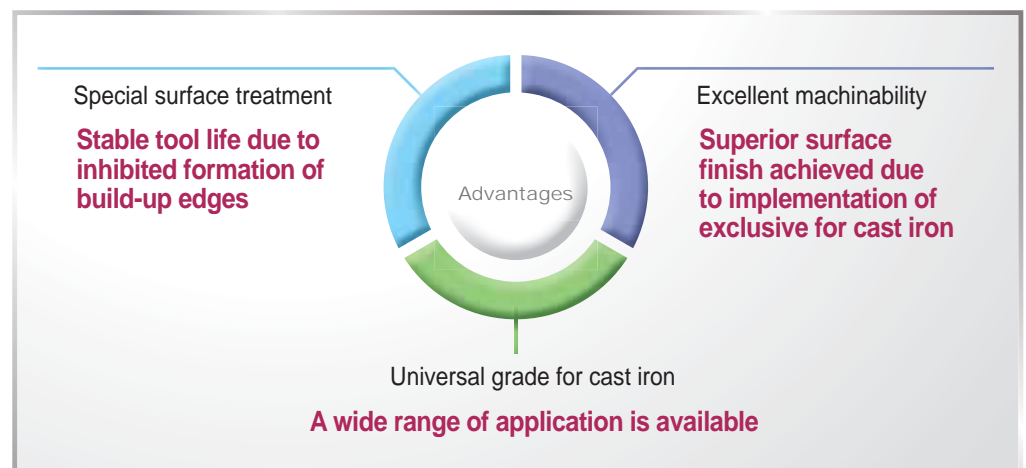 Special surface treatment
Stable tool life due to
inhibited formation of
build-up edges
Advantages
Excellent machinability
Superior surface
finish achieved due
to implementation of
exclusive for cast iron
Universal grade for cast iron
A wide range of application is available